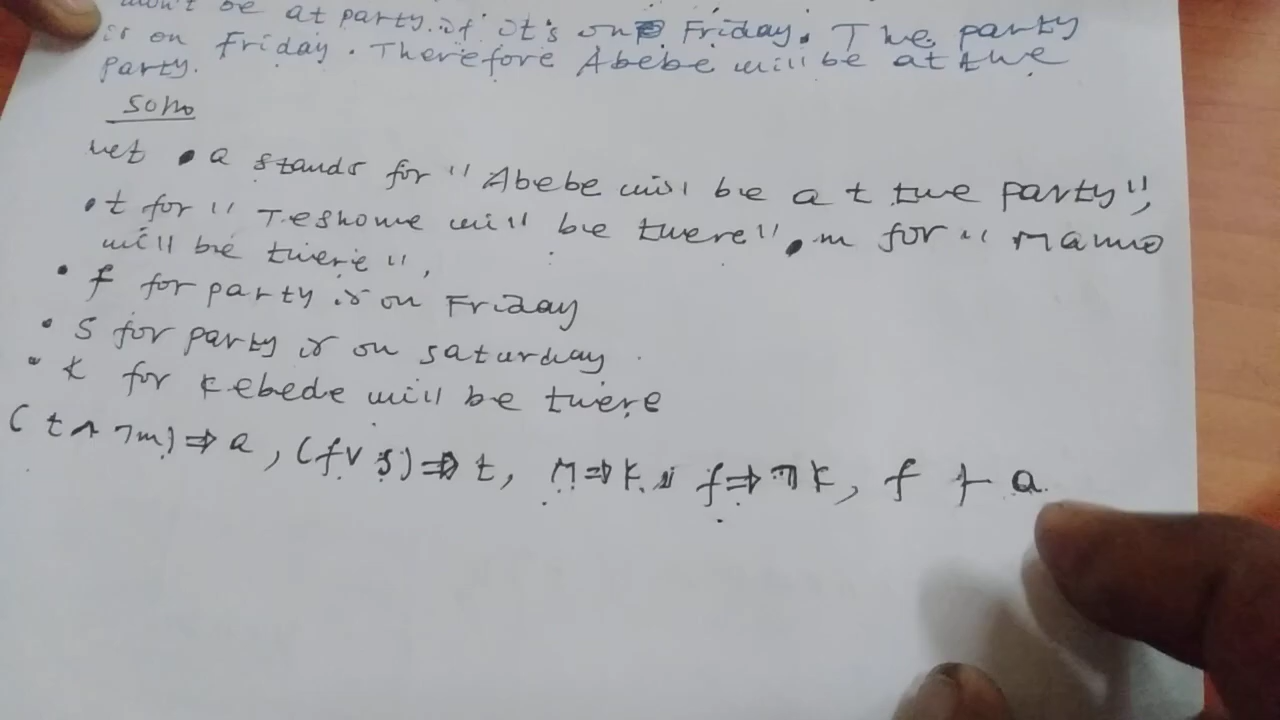 won't be at party. if it's on Friday. The party
is on Friday. Therefore Abebe will be at the
party.
Soln
Let • a stands for "Abebe will be at the party",
• t for "Teshome will be there", • m for "Mamo
will be there",
• f for party is on Friday
• S for party is on saturday.
• k for kebede will be there
(t ∧ ¬m) ⇒ a, (f ∨ s) ⇒ t, m ⇒ k, f ⇒ ¬k, f ⊢ a.